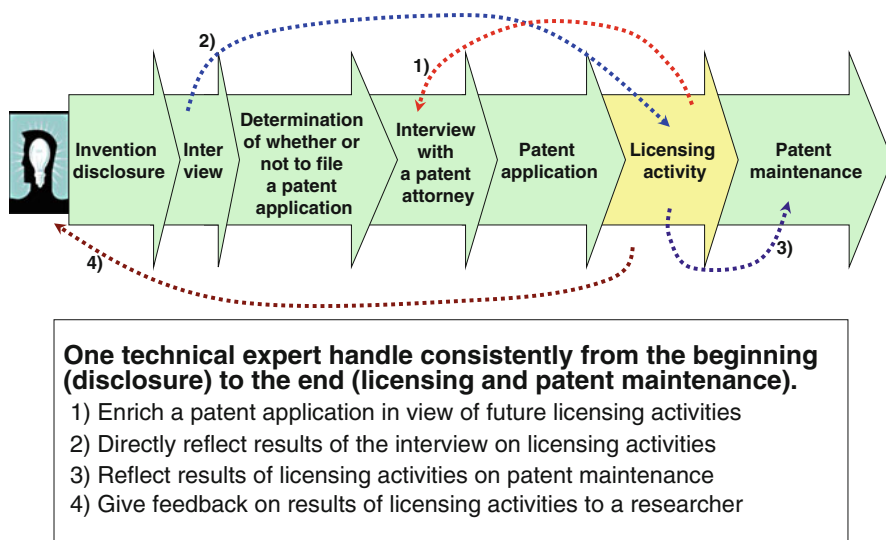 2)
1)
Invention
disclosure
Inter
view
Determination
of whether or
not to file
a patent
application
Interview
with
a patent
attorney
Patent
application
Licensing
activity
Patent
maintenance
4)
3)
One technical expert handle consistently from the beginning
(disclosure) to the end (licensing and patent maintenance).
1) Enrich a patent application in view of future licensing activities
2) Directly reflect results of the interview on licensing activities
3) Reflect results of licensing activities on patent maintenance
4) Give feedback on results of licensing activities to a researcher